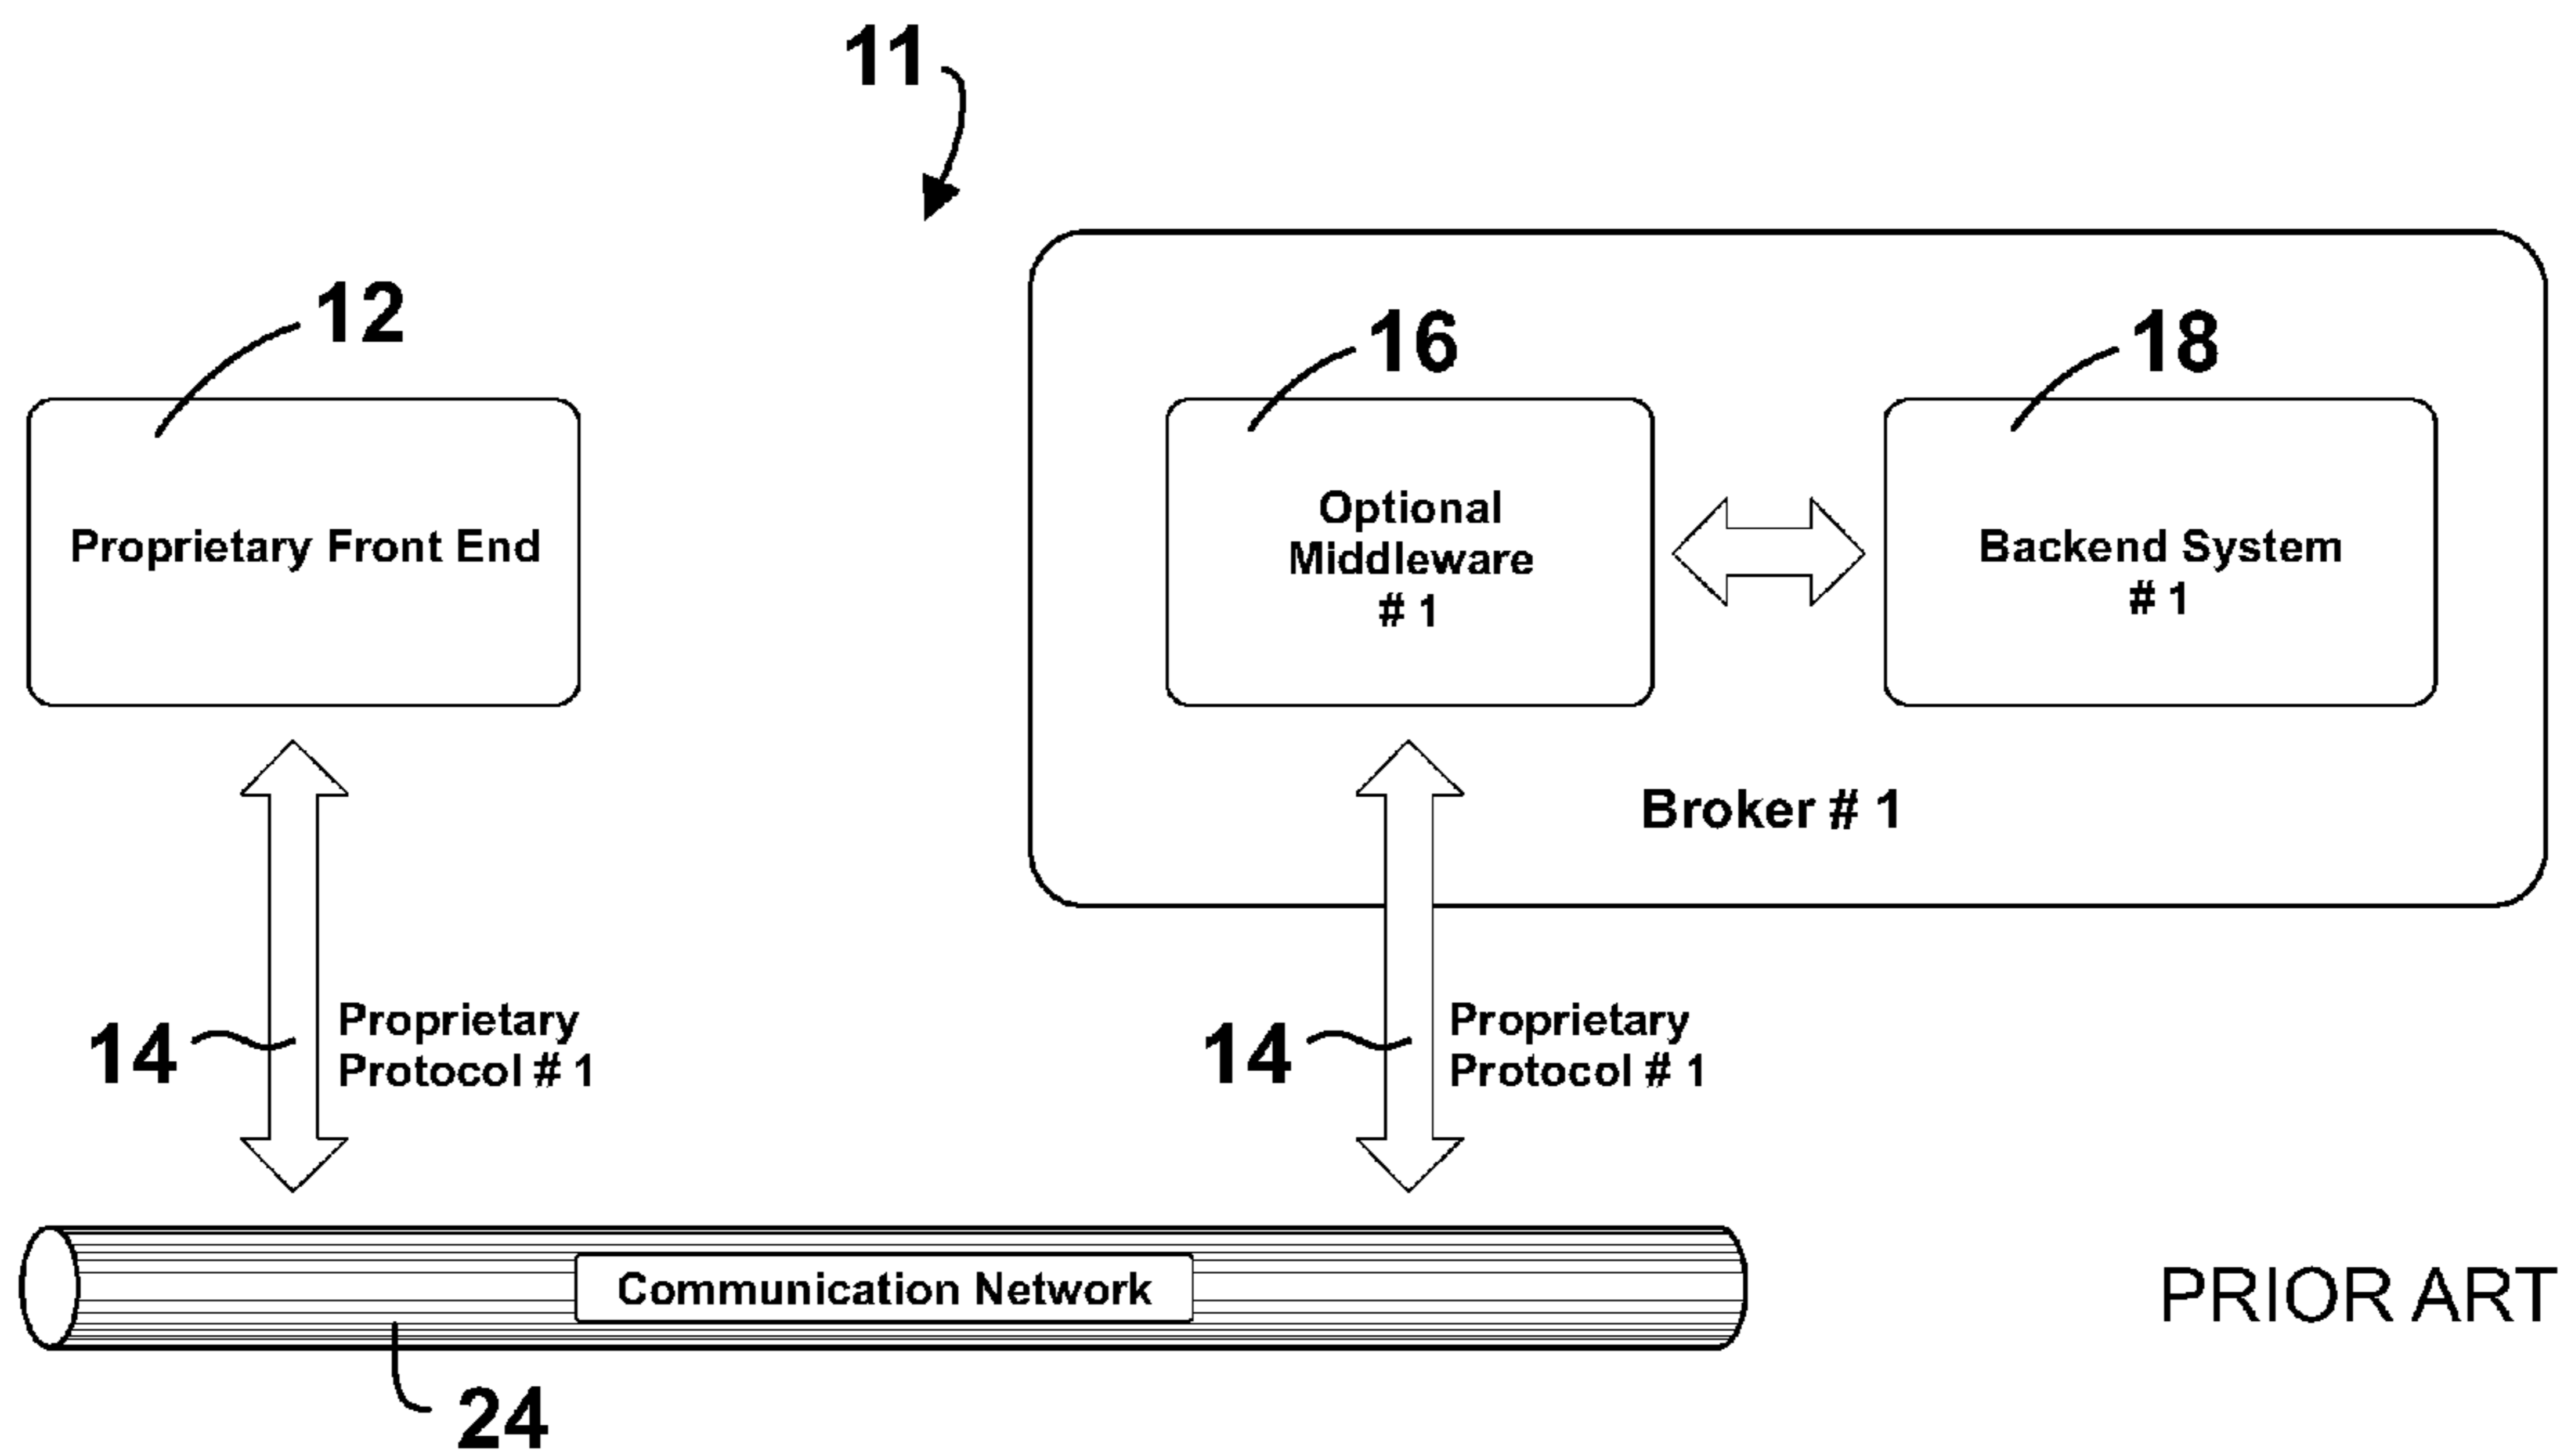 11
12
16
18
Proprietary Front End
Optional
Middleware
# 1
Backend System
# 1
Broker # 1
14
Proprietary
Protocol # 1
14
Proprietary
Protocol # 1
Communication Network
PRIOR ART
24